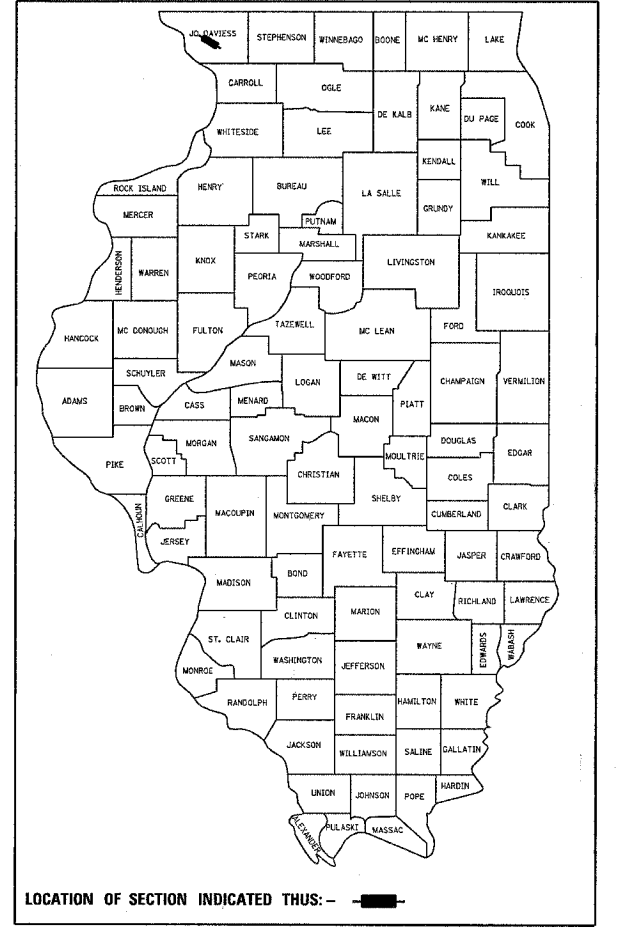 JO DAVIESS STEPHENSON WINNEBAGO BOONE MC HENRY LAKE
CARROLL OGLE
DE KALB KANE DU PAGE COOK
WHITESIDE LEE
KENDALL
WILL
ROCK ISLAND HENRY BUREAU LA SALLE
GRUNDY
MERCER PUTNAM
STARK MARSHALL KANKAKEE
HENDERSON WARREN KNOX PEORIA WOODFORD LIVINGSTON
IROQUOIS
HANCOCK MC DONOUGH FULTON TAZEWELL MC LEAN FORD
MASON
SCHUYLER LOGAN DE WITT CHAMPAIGN VERMILION
ADAMS BROWN CASS MENARD PIATT
MACON
MORGAN SANGAMON DOUGLAS
PIKE SCOTT MOULTRIE EDGAR
CHRISTIAN COLES
SHELBY
CALHOUN GREENE MACOUPIN MONTGOMERY CUMBERLAND CLARK
JERSEY
FAYETTE EFFINGHAM JASPER CRAWFORD
MADISON BOND
CLAY RICHLAND LAWRENCE
CLINTON MARION
ST. CLAIR WAYNE EDWARDS WABASH
WASHINGTON JEFFERSON
MONROE
RANDOLPH PERRY HAMILTON WHITE
FRANKLIN
JACKSON WILLIAMSON SALINE GALLATIN
UNION JOHNSON POPE HARDIN
ALEXANDER PULASKI MASSAC
LOCATION OF SECTION INDICATED THUS: –